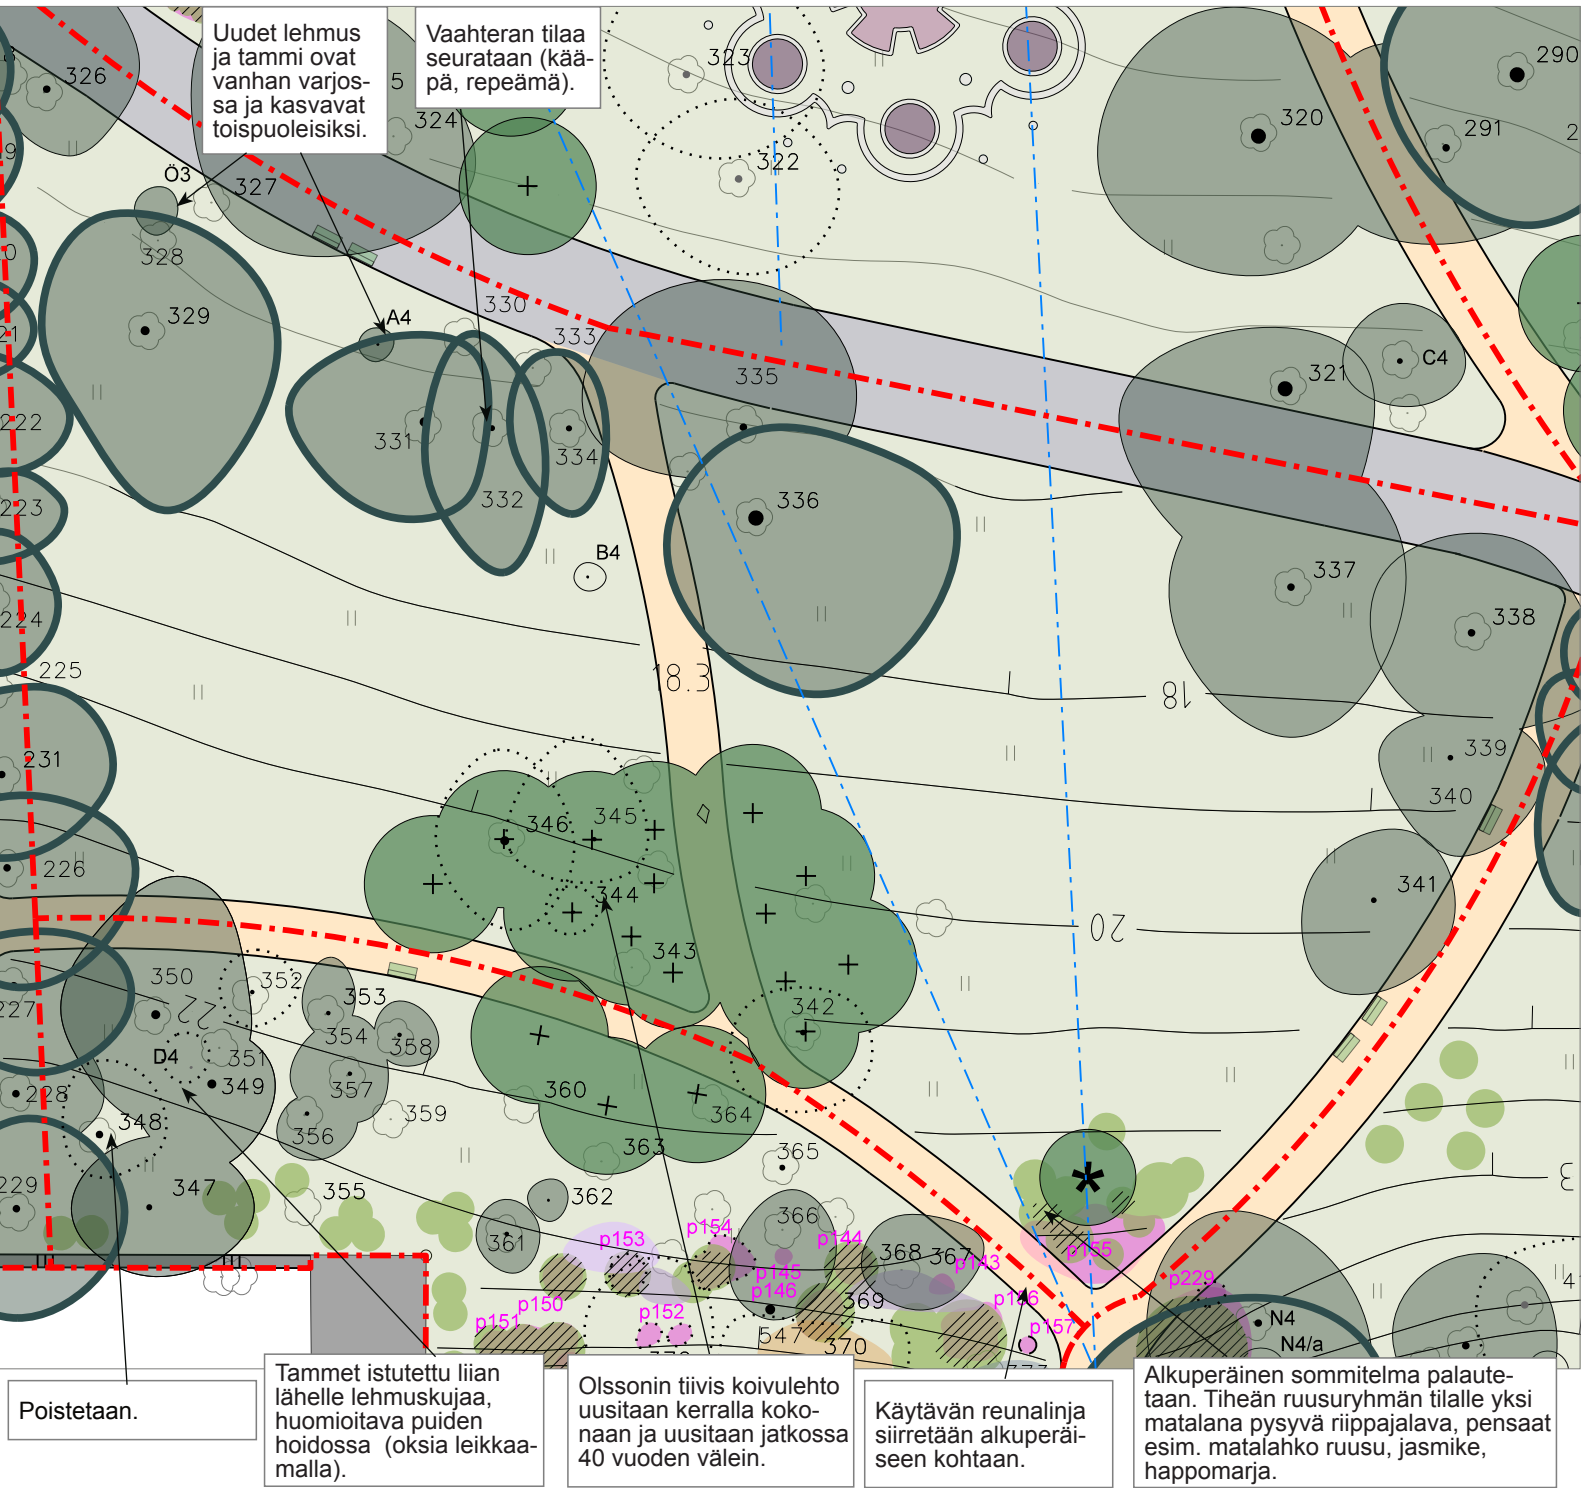 Uudet lehmus
ja tammi ovat
vanhan varjos-
sa ja kasvavat
toispuoleisiksi.
Vaahteran tilaa
seurataan (kää-
pä, repeämä).
326
5
324
323
322
320
290
291
2
Ö3
327
328
329
A4
330
333
335
321
C4
331
332
334
336
B4
337
338
222
223
224
225
18.3
18
339
340
231
226
346
345
344
343
341
20
342
350
352
353
354
358
22
227
D4
351
349
357
228
348
356
359
360
364
363
365
229
347
355
362
361
366
p153
p154
p144
368
367
p143
p155
p145
p146
p229
p150
p151
p152
369
p156
p157
547
370
N4
N4/a
3
4
Poistetaan.
Tammet istutettu liian
lähelle lehmuskujaa,
huomioitava puiden
hoidossa (oksia leikkaa-
malla).
Olssonin tiivis koivulehto
uusitaan kerralla koko-
naan ja uusitaan jatkossa
40 vuoden välein.
Käytävän reunalinja
siirretään alkuperäi-
seen kohtaan.
Alkuperäinen sommitelma palaute-
taan. Tiheän ruusuryhmän tilalle yksi
matalana pysyvä riippajalava, pensaat
esim. matalahko ruusu, jasmike,
happomarja.